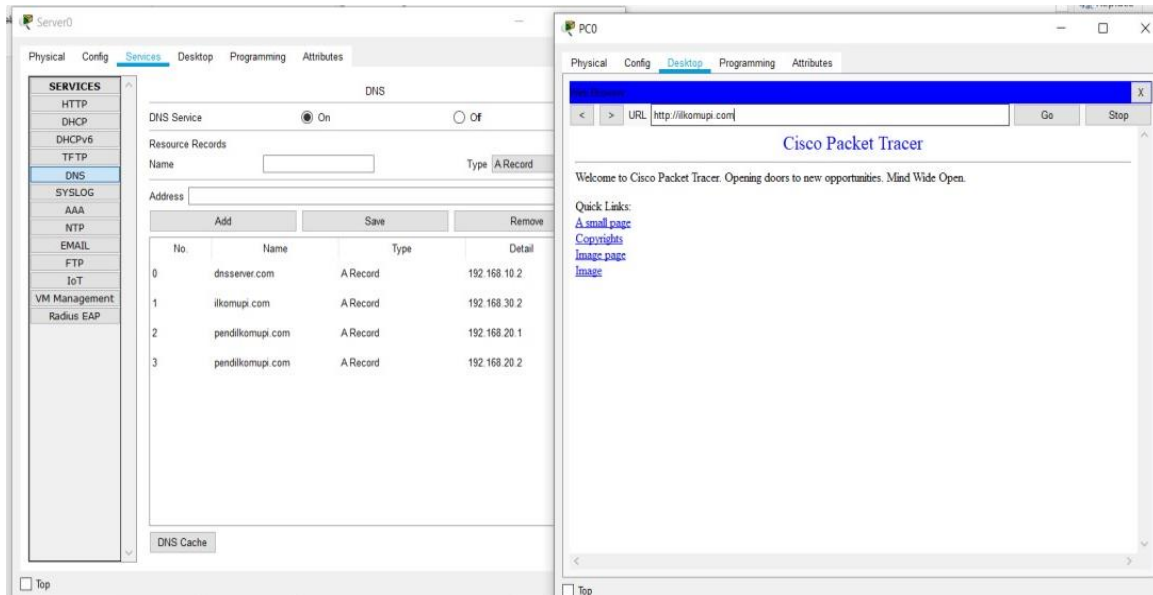 Server0
Physical Config Services Desktop Programming Attributes
SERVICES
HTTP
DHCP
DHCPv6
TFTP
DNS
SYSLOG
AAA
NTP
EMAIL
FTP
IoT
VM Management
Radius EAP
DNS
DNS Service On Off
Resource Records
Name Type A Record
Address
Add Save Remove
No. Name Type Detail
0 dnsserver.com A Record 192.168.10.2
1 ilkomupi.com A Record 192.168.30.2
2 pendilkomupi.com A Record 192.168.20.1
3 pendilkomupi.com A Record 192.168.20.2
DNS Cache
Top
PC0
Physical Config Desktop Programming Attributes
Web Browser X
< > URL http://ilkomupi.com Go Stop
Cisco Packet Tracer
Welcome to Cisco Packet Tracer. Opening doors to new opportunities. Mind Wide Open.
Quick Links:
A small page
Copyrights
Image page
Image
Top